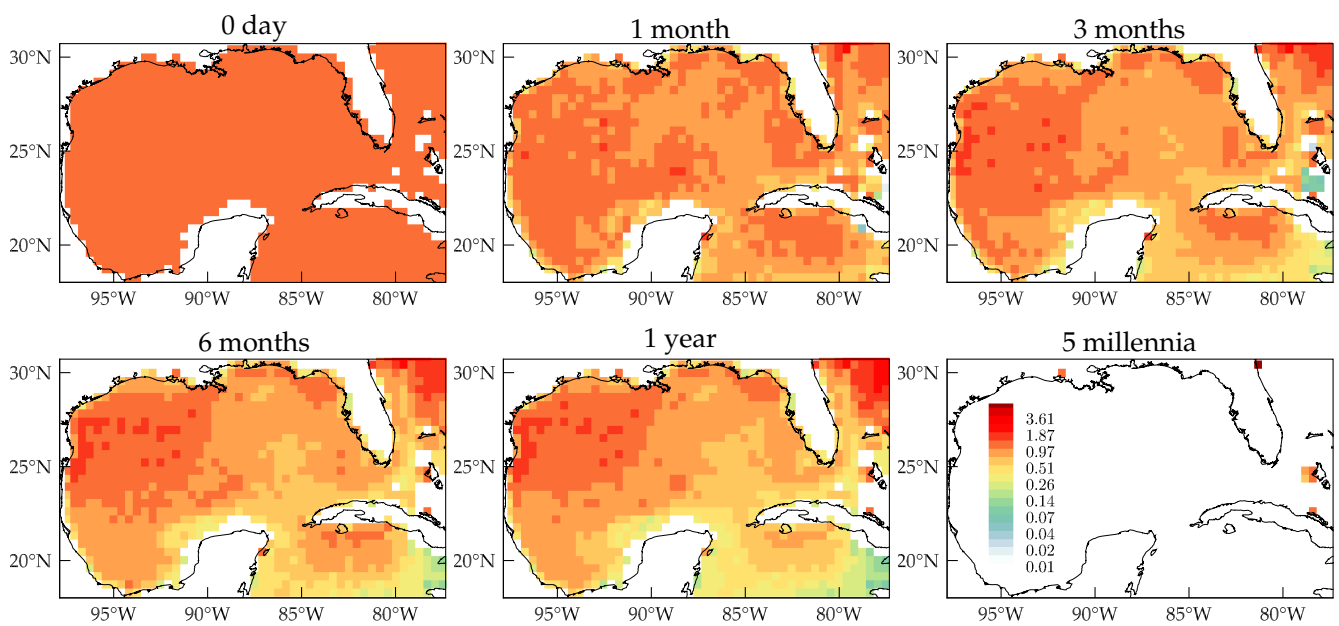 0 day
1 month
3 months
30°N
25°N
20°N
95°W 90°W 85°W 80°W
30°N
25°N
20°N
95°W 90°W 85°W 80°W
30°N
25°N
20°N
95°W 90°W 85°W 80°W
6 months
1 year
5 millennia
30°N
25°N
20°N
95°W 90°W 85°W 80°W
30°N
25°N
20°N
95°W 90°W 85°W 80°W
30°N
25°N
20°N
3.61
1.87
0.97
0.51
0.26
0.14
0.07
0.04
0.02
0.01
95°W 90°W 85°W 80°W